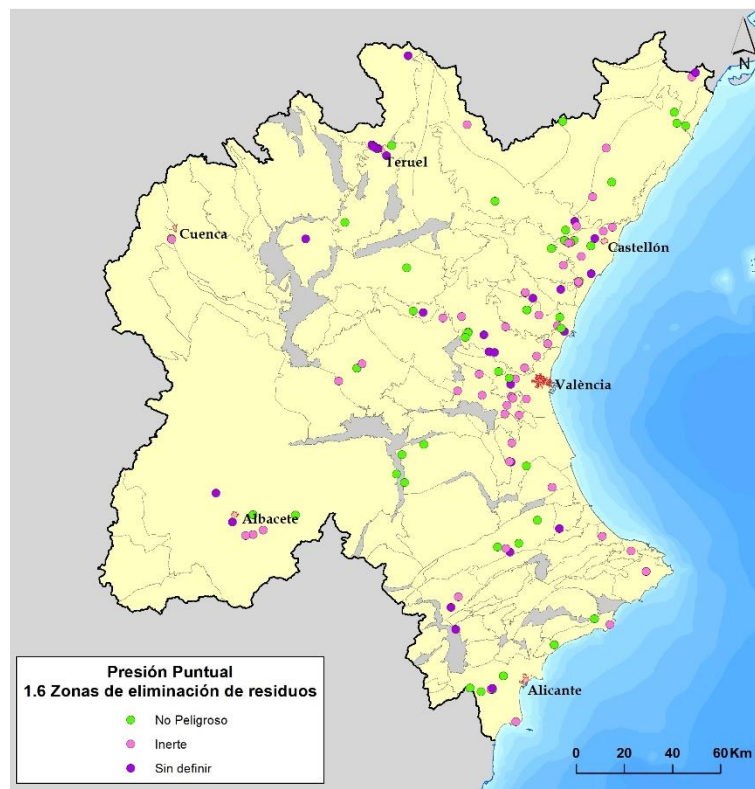 N
Teruel
Cuenca
Castellón
València
Albacete
Alicante
Presión Puntual
1.6 Zonas de eliminación de residuos
No Peligroso
Inerte
Sin definir
0 20 40 60 Km